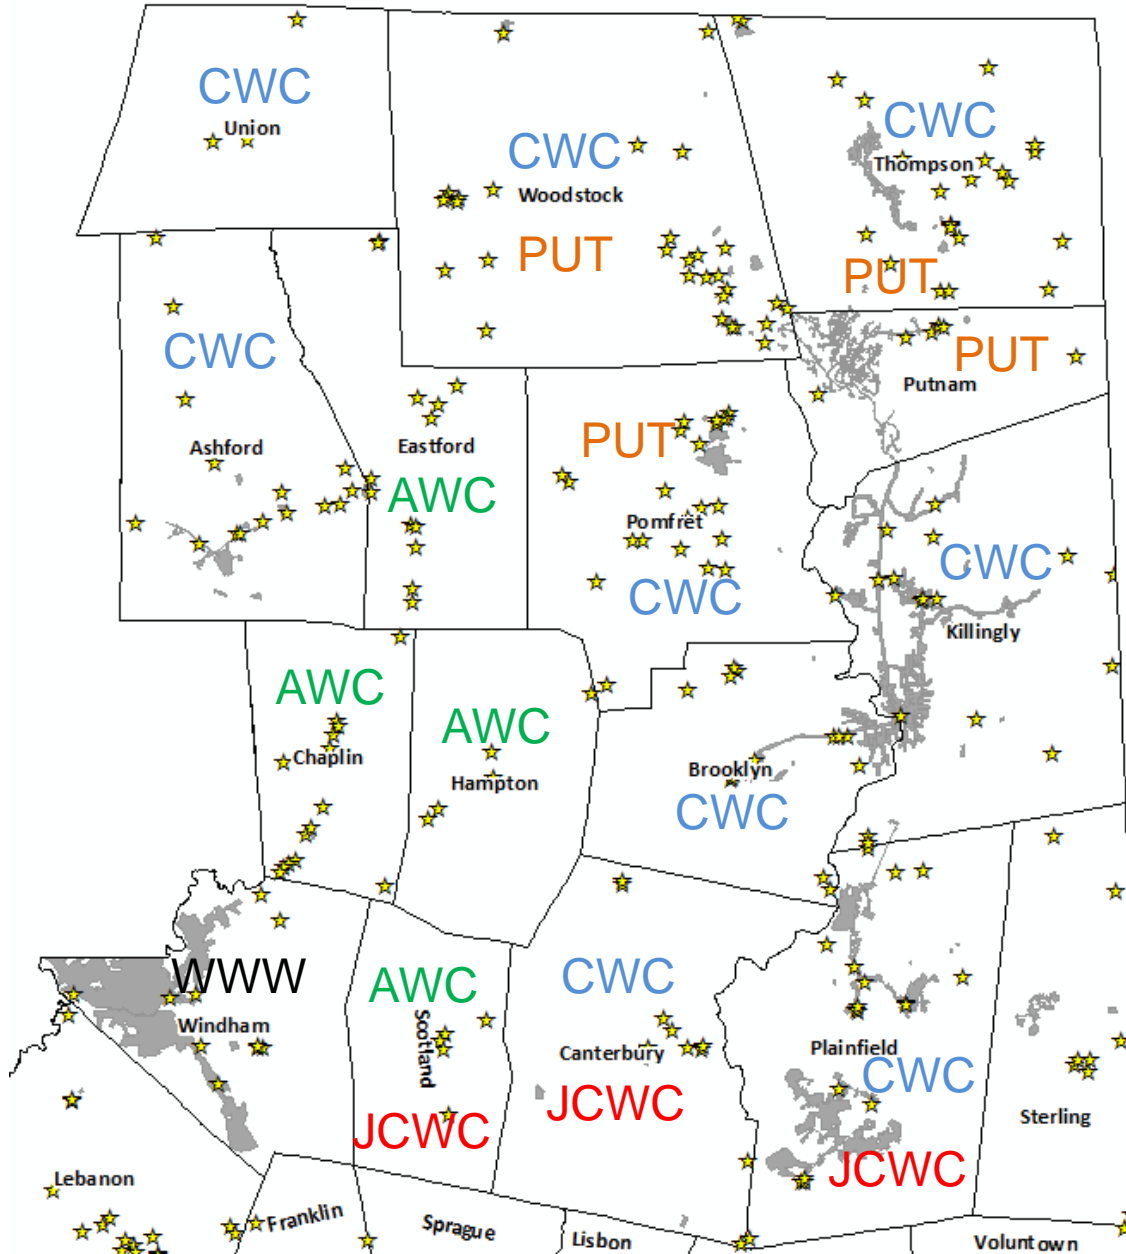 CWC
Union
CWC
Woodstock
PUT
CWC
Thompson
PUT
PUT
Putnam
CWC
Ashford
Eastford
AWC
PUT
Pomfret
CWC
CWC
Killingly
AWC
Chaplin
AWC
Hampton
Brooklyn
CWC
WWW
Windham
AWC
Scotland
JCWC
CWC
Canterbury
JCWC
Plainfield
CWC
JCWC
Sterling
Lebanon
Franklin
Sprague
Lisbon
Voluntown